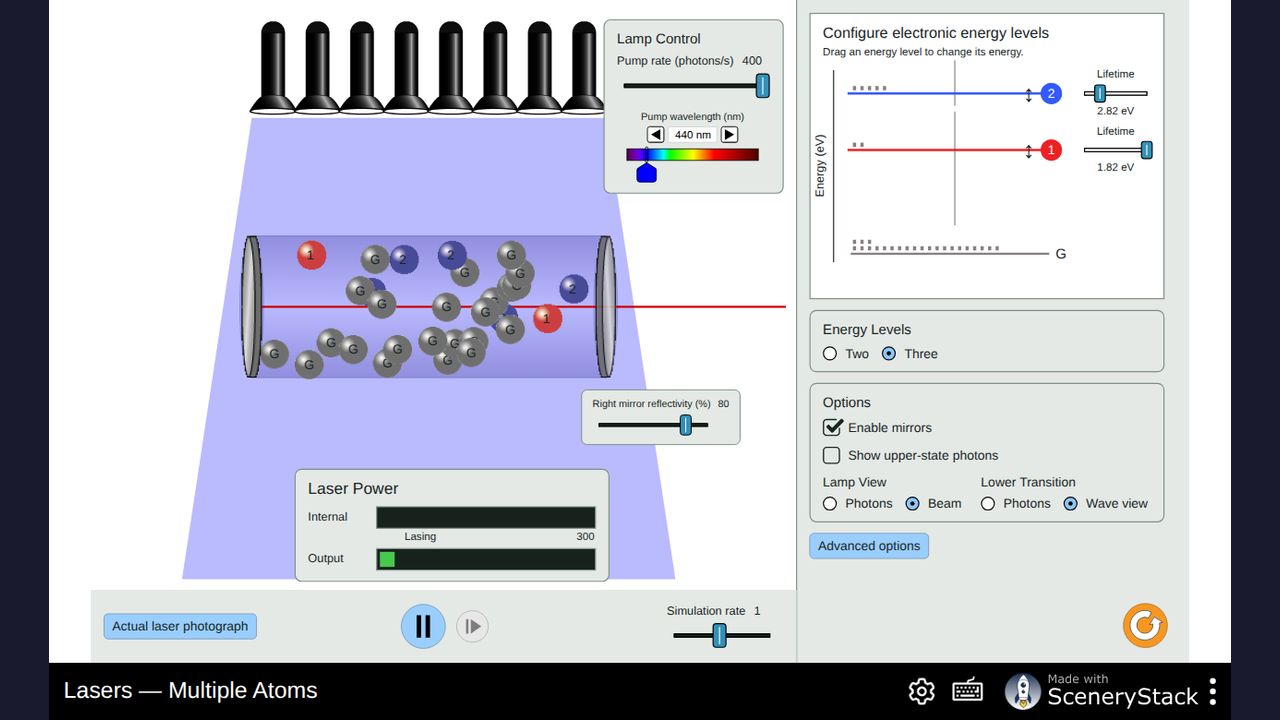 Lamp Control
Pump rate (photons/s) 400
Pump wavelength (nm)
440 nm
Configure electronic energy levels
Drag an energy level to change its energy.
Energy (eV)
2
Lifetime
2.82 eV
1
Lifetime
1.82 eV
G
1
G
2
2
G
G
G
G
2
G
G
G
G
1
G
G
G
G
G
G
G
G
G
G
G
Right mirror reflectivity (%) 80
Energy Levels
Two
Three
Options
Enable mirrors
Show upper-state photons
Lamp View
Photons
Beam
Lower Transition
Photons
Wave view
Advanced options
Laser Power
Internal
Lasing 300
Output
Actual laser photograph
Simulation rate 1
Lasers — Multiple Atoms
Made with
SceneryStack